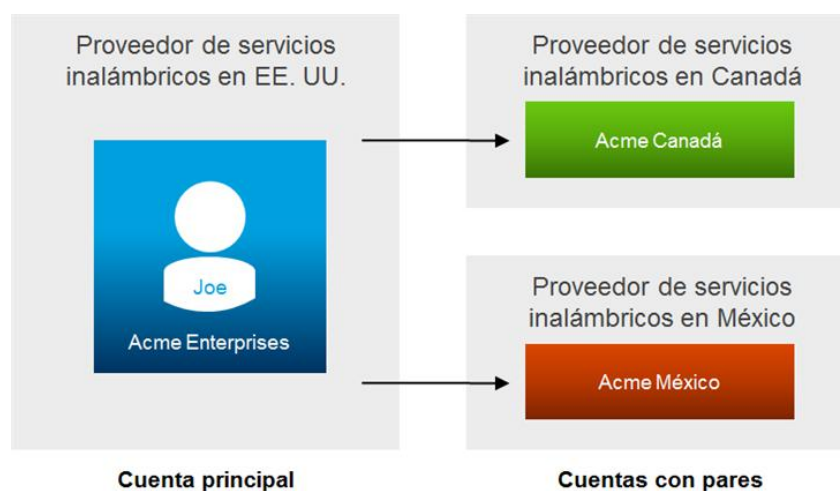 Proveedor de servicios
inalámbricos en EE. UU.
Joe
Acme Enterprises
Cuenta principal
Proveedor de servicios
inalámbricos en Canadá
Acme Canadá
Proveedor de servicios
inalámbricos en México
Acme México
Cuentas con pares